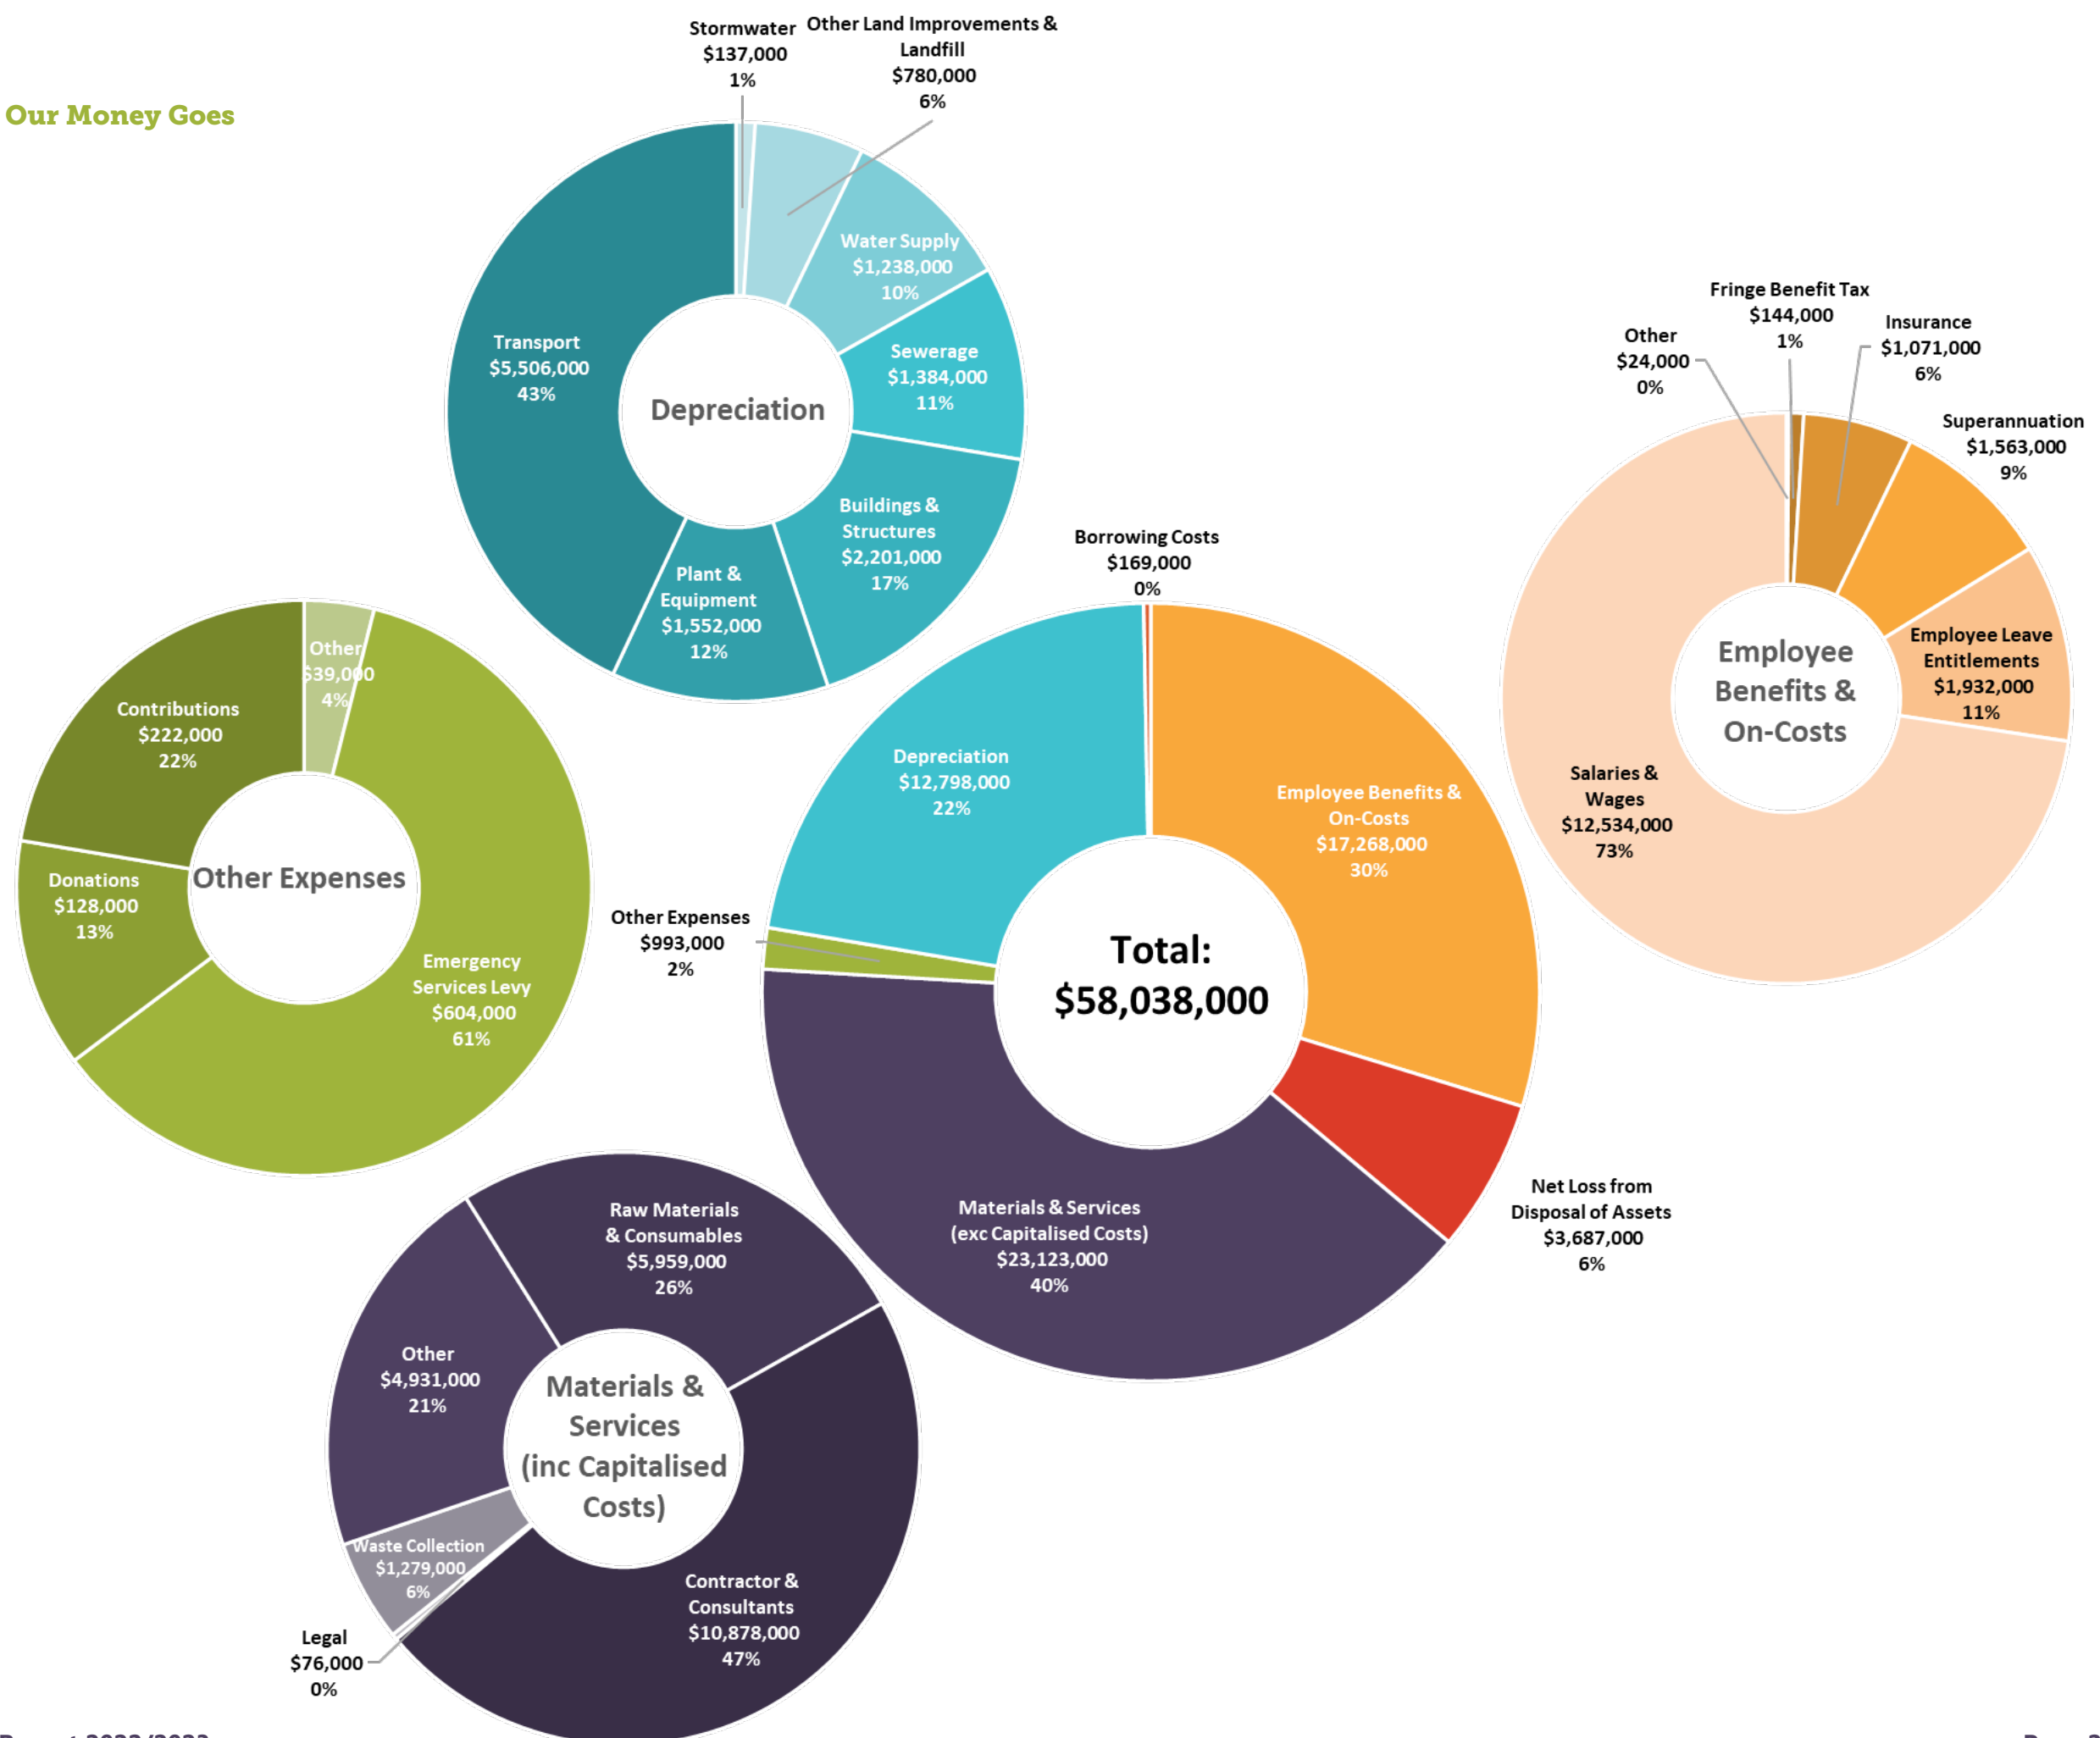 Our Money Goes
Stormwater
$137,000
1%
Other Land Improvements &
Landfill
$780,000
6%
Water Supply
$1,238,000
10%
Sewerage
$1,384,000
11%
Buildings &
Structures
$2,201,000
17%
Plant &
Equipment
$1,552,000
12%
Transport
$5,506,000
43%
Depreciation
Other
$24,000
0%
Fringe Benefit Tax
$144,000
1%
Insurance
$1,071,000
6%
Superannuation
$1,563,000
9%
Employee Leave
Entitlements
$1,932,000
11%
Salaries &
Wages
$12,534,000
73%
Employee
Benefits &
On-Costs
Other
$39,000
4%
Contributions
$222,000
22%
Donations
$128,000
13%
Emergency
Services Levy
$604,000
61%
Other Expenses
Borrowing Costs
$169,000
0%
Depreciation
$12,798,000
22%
Employee Benefits &
On-Costs
$17,268,000
30%
Other Expenses
$993,000
2%
Total:
$58,038,000
Net Loss from
Disposal of Assets
$3,687,000
6%
Materials & Services
(exc Capitalised Costs)
$23,123,000
40%
Raw Materials
& Consumables
$5,959,000
26%
Other
$4,931,000
21%
Materials &
Services
(inc Capitalised
Costs)
Waste Collection
$1,279,000
6%
Legal
$76,000
0%
Contractor &
Consultants
$10,878,000
47%